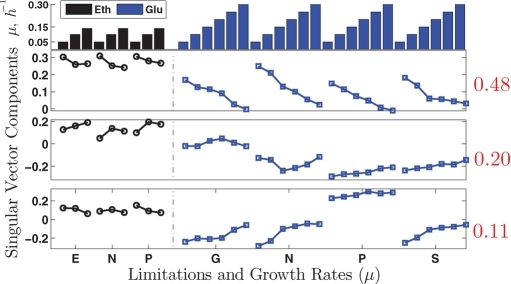 0.30
0.15
0.05
μ, h⁻¹
Eth
Glu
Singular Vector Components
0.3
0.2
0.1
0
0.48
0.2
0
−0.2
0.20
0.2
0
−0.2
0.11
E N P G N P S
Limitations and Growth Rates (μ)